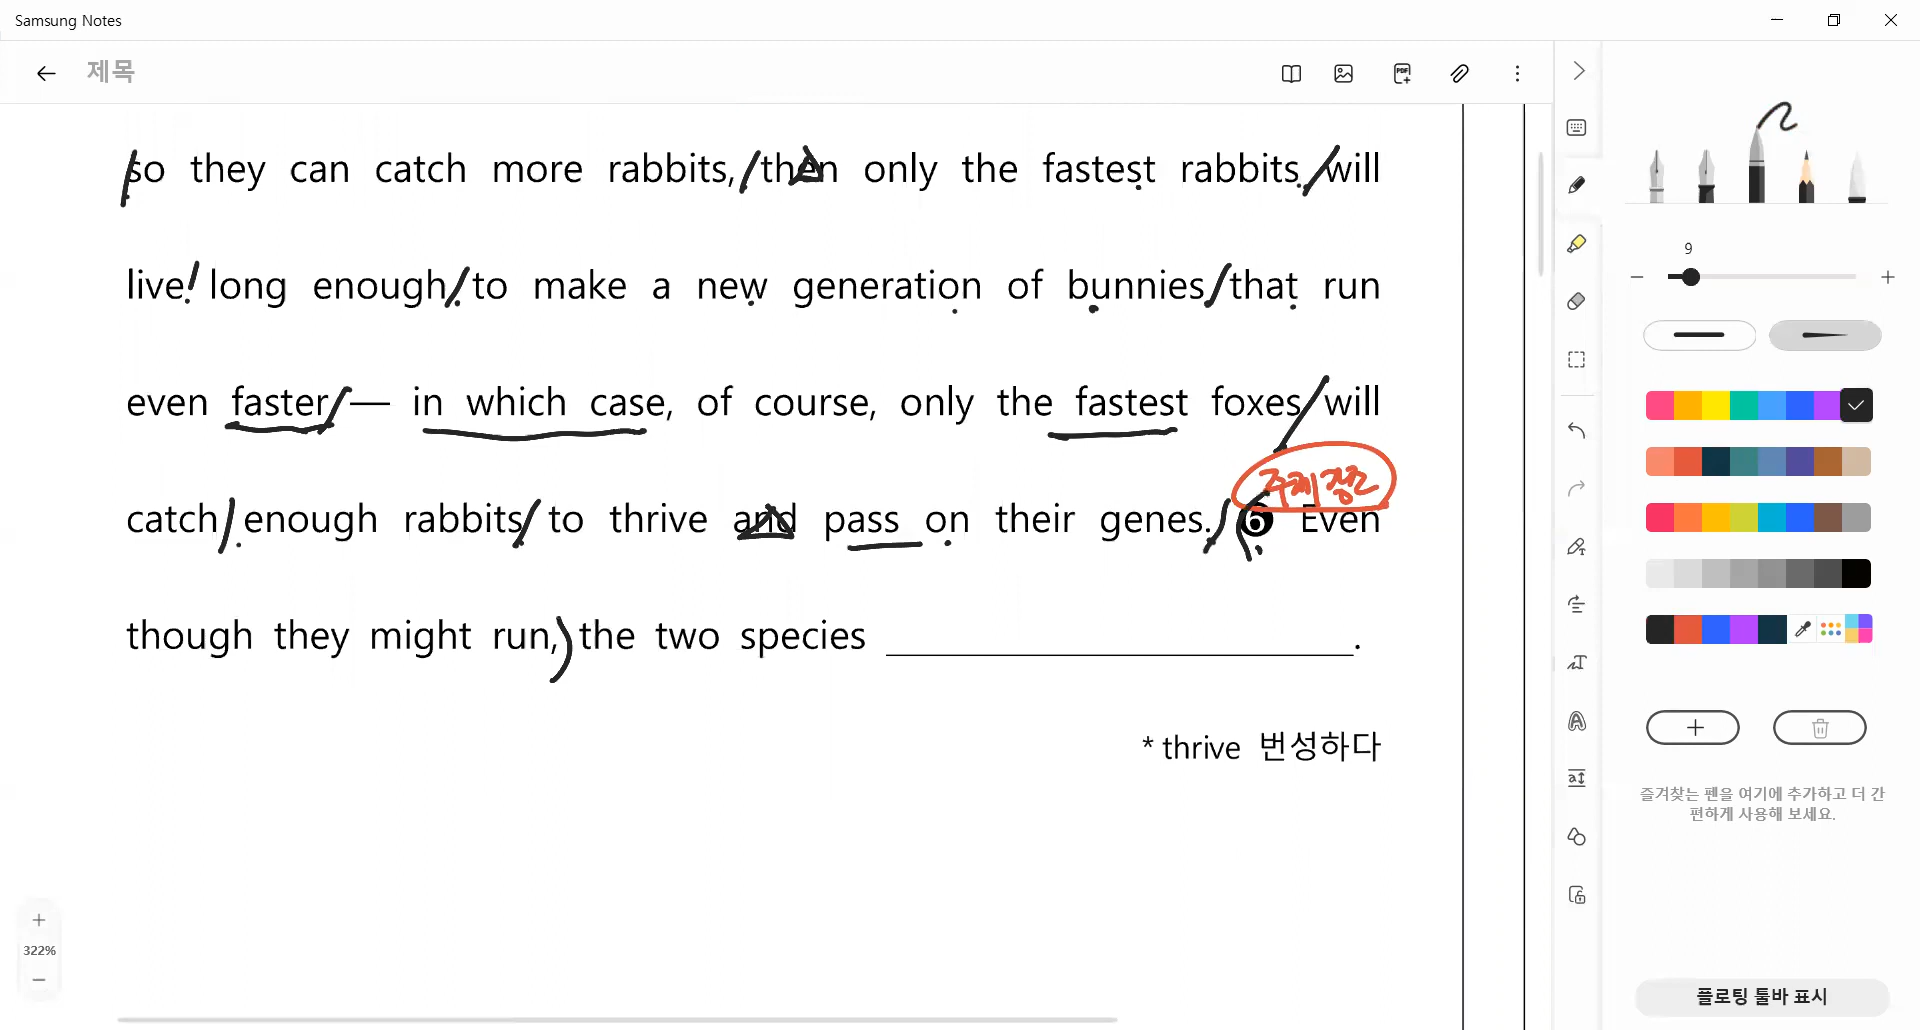 Samsung Notes
제목
so they can catch more rabbits, then only the fastest rabbits will
live long enough to make a new generation of bunnies that run
even faster — in which case, of course, only the fastest foxes will
주제 강조
catch enough rabbits to thrive and pass on their genes. ❻ Even
though they might run, the two species ______________________.
* thrive 번성하다
322%
9
즐겨찾는 펜을 여기에 추가하고 더 간
편하게 사용해 보세요.
플로팅 툴바 표시